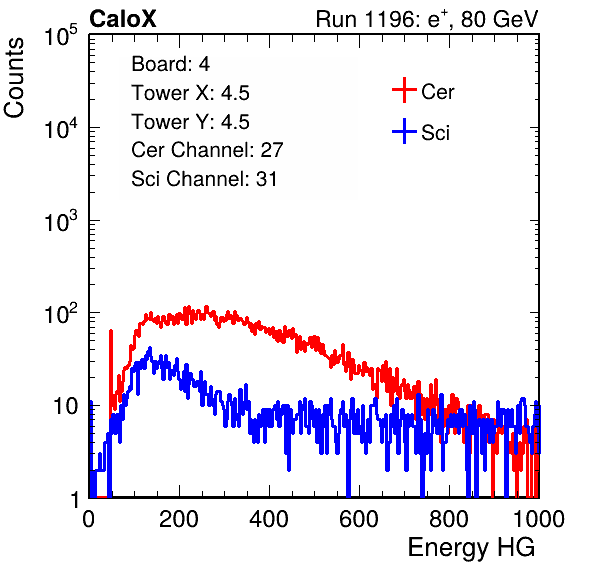 CaloX Run 1196: e⁺, 80 GeV
Counts
10⁵
10⁴
10³
10²
10
1
Board: 4
Tower X: 4.5
Tower Y: 4.5
Cer Channel: 27
Sci Channel: 31
Cer
Sci
0 200 400 600 800 1000
Energy HG